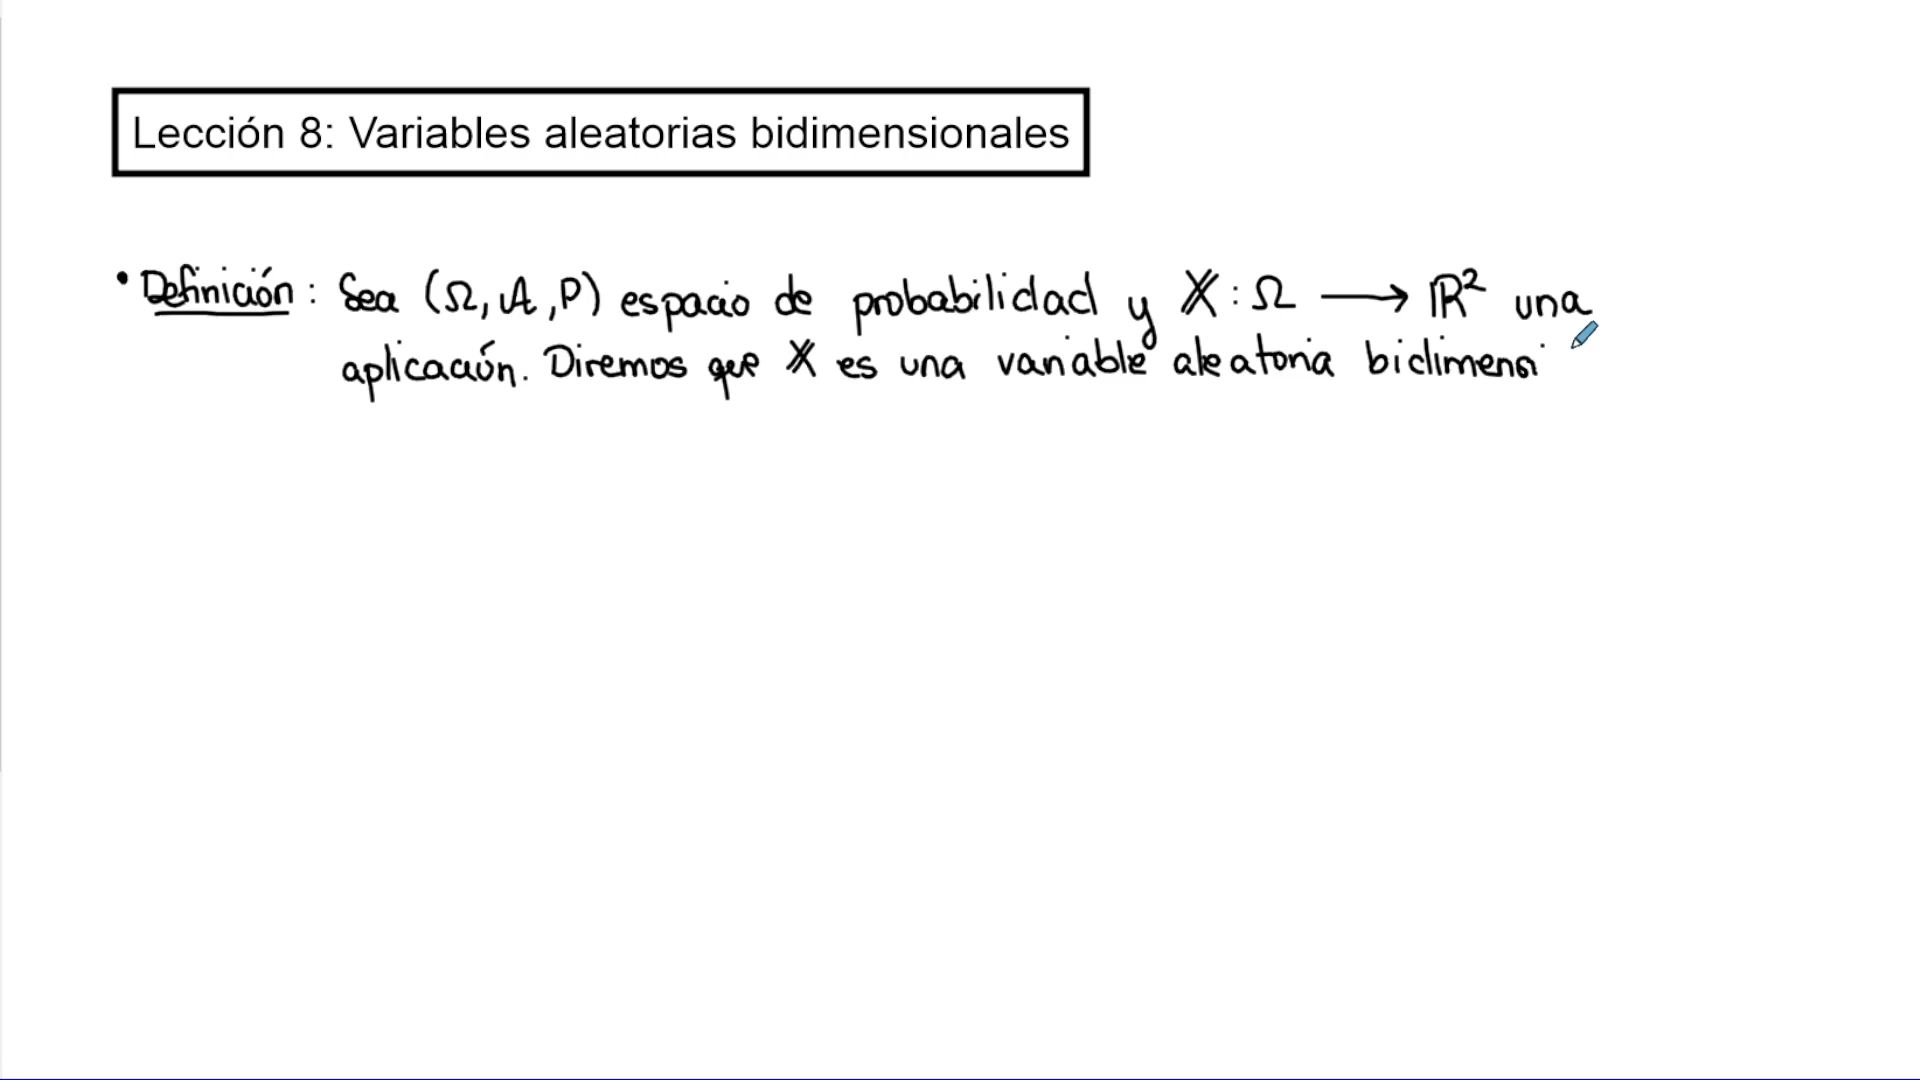 Lección 8: Variables aleatorias bidimensionales
• Definición: Sea (Ω, 𝒜, P) espacio de probabilidad y 𝕏 : Ω ⟶ ℝ² una
aplicación. Diremos que 𝕏 es una variable aleatoria bidimensi